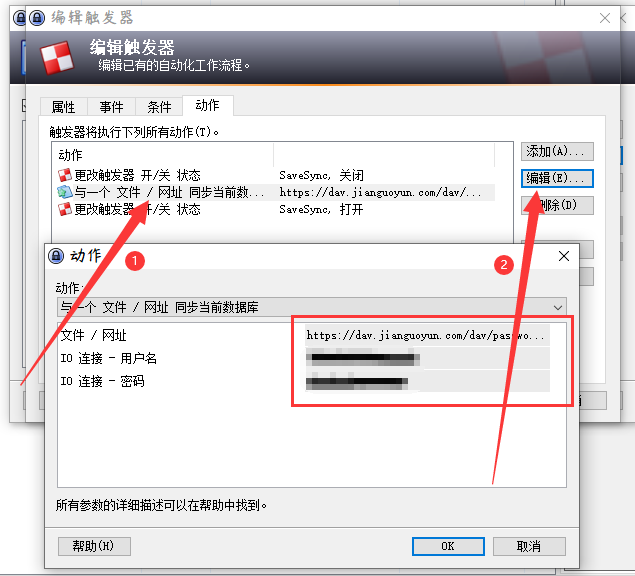 编辑触发器
编辑触发器
编辑已有的自动化工作流程。
属性 事件 条件 动作
触发器将执行下列所有动作(T)。
动作
添加(A)...
更改触发器 开/关 状态 SaveSync, 关闭
与一个 文件 / 网址 同步当前数... https://dav.jianguoyun.com/dav/...
编辑(E)...
更改触发器 开/关 状态 SaveSync, 打开
删除(D)
动作
1
2
动作:
与一个 文件 / 网址 同步当前数据库
文件 / 网址 https://dav.jianguoyun.com/dav/passwo...
IO 连接 - 用户名
IO 连接 - 密码
所有参数的详细描述可以在帮助中找到。
帮助(H) OK 取消